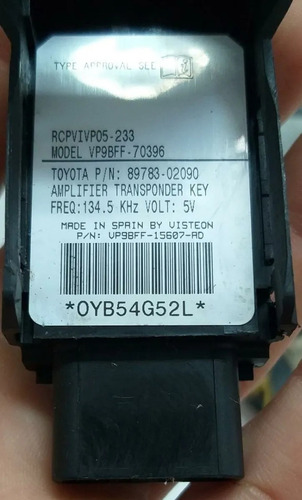 TYPE APPROVAL SEE
RCPVIVP05-233
MODEL VP9BFF-70396
TOYOTA P/N: 89783-02090
AMPLIFIER TRANSPONDER KEY
FREQ:134.5 KHz VOLT: 5V
MADE IN SPAIN BY VISTEON
P/N: VP9BFF-15607-AD
*OYB54G52L*